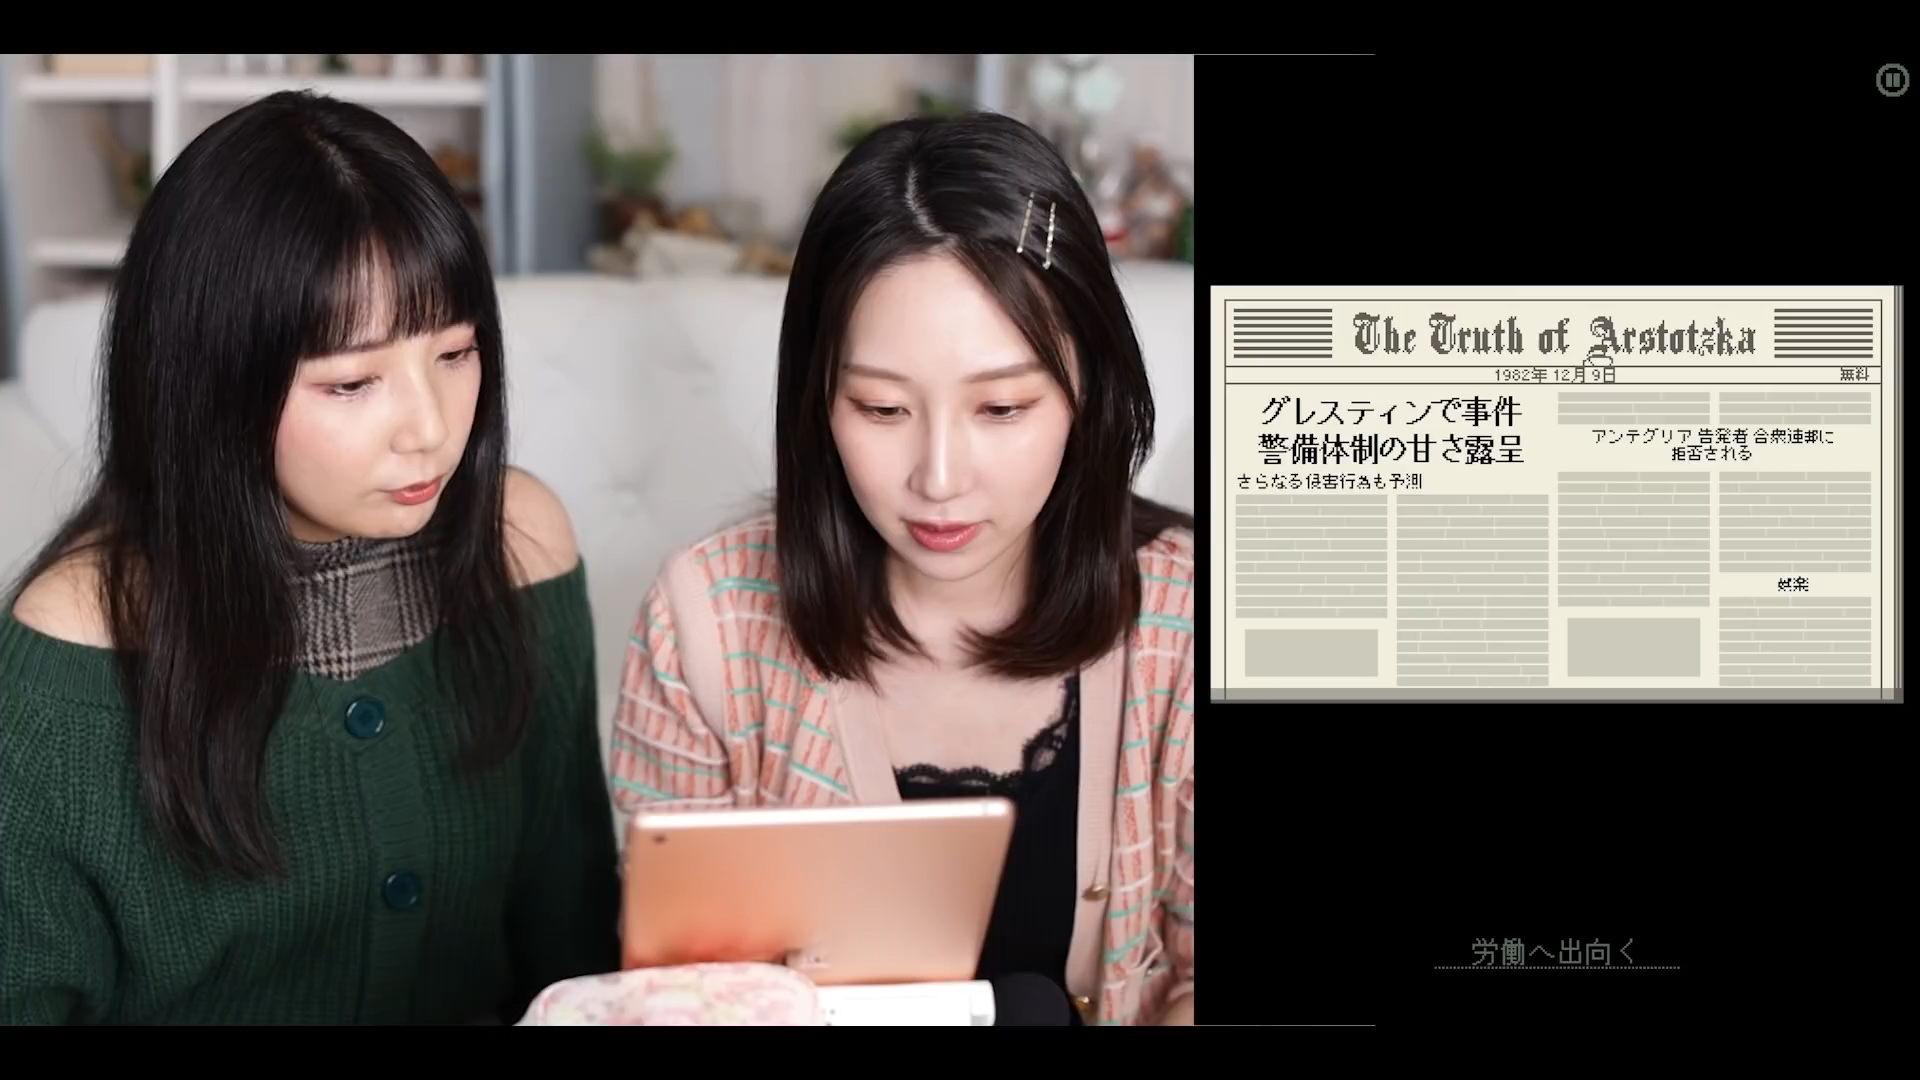 The Truth of Arstotzka
1982年 12月 9日
無料
グレスティンで事件
警備体制の甘さ露呈
さらなる侵害行為も予測
アンテグリア 告発者 合衆連邦に
拒否される
娯楽
労働へ出向く